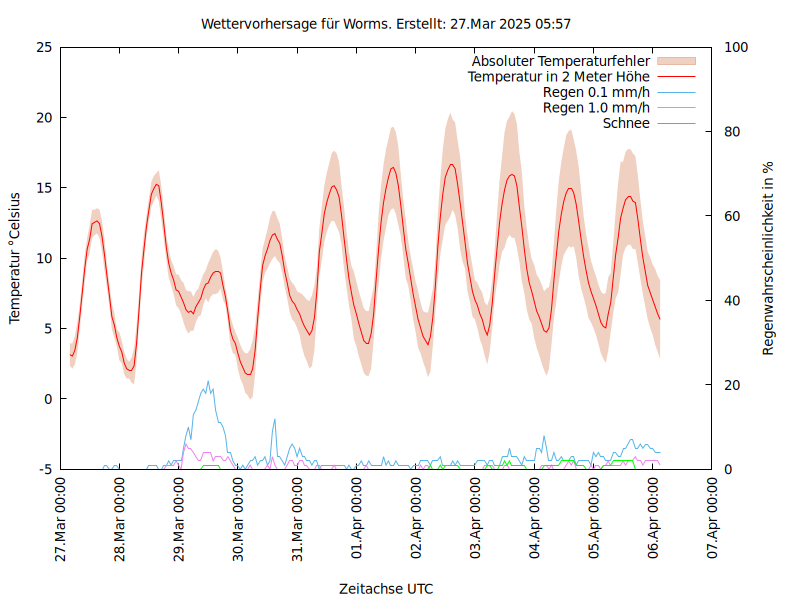 Wettervorhersage für Worms. Erstellt: 27.Mar 2025 05:57
Absoluter Temperaturfehler
Temperatur in 2 Meter Höhe
Regen 0.1 mm/h
Regen 1.0 mm/h
Schnee
Temperatur °Celsius
25
20
15
10
5
0
-5
100
80
60
40
20
0
Regenwahrscheinlichkeit in %
27.Mar 00:00
28.Mar 00:00
29.Mar 00:00
30.Mar 00:00
31.Mar 00:00
01.Apr 00:00
02.Apr 00:00
03.Apr 00:00
04.Apr 00:00
05.Apr 00:00
06.Apr 00:00
07.Apr 00:00
Zeitachse UTC